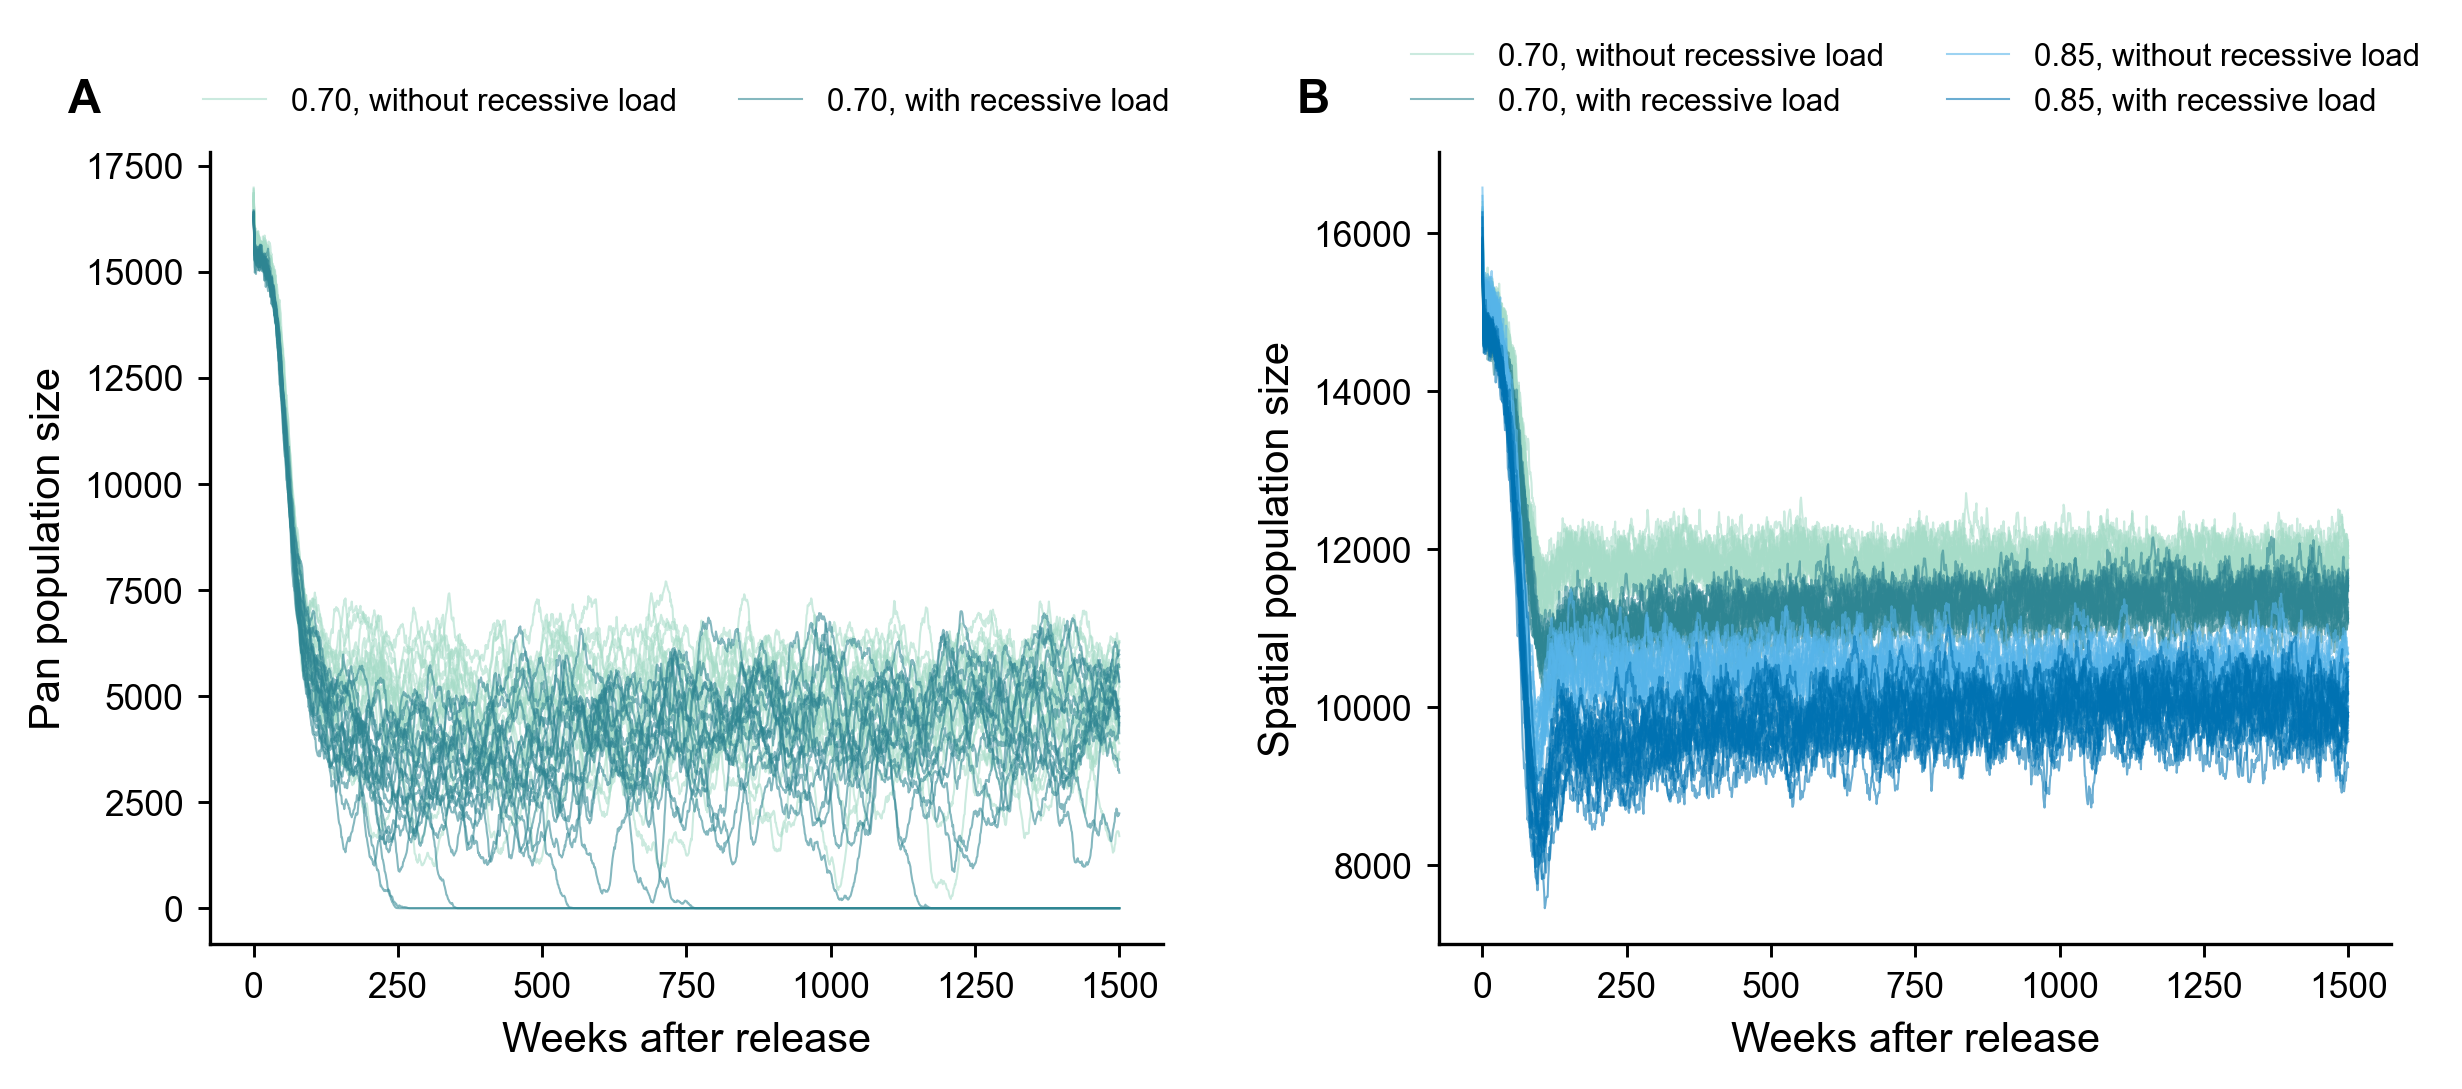 A
0.70, without recessive load
0.70, with recessive load
Pan population size
17500
15000
12500
10000
7500
5000
2500
0
0 250 500 750 1000 1250 1500
Weeks after release
B
0.70, without recessive load
0.85, without recessive load
0.70, with recessive load
0.85, with recessive load
Spatial population size
16000
14000
12000
10000
8000
0 250 500 750 1000 1250 1500
Weeks after release